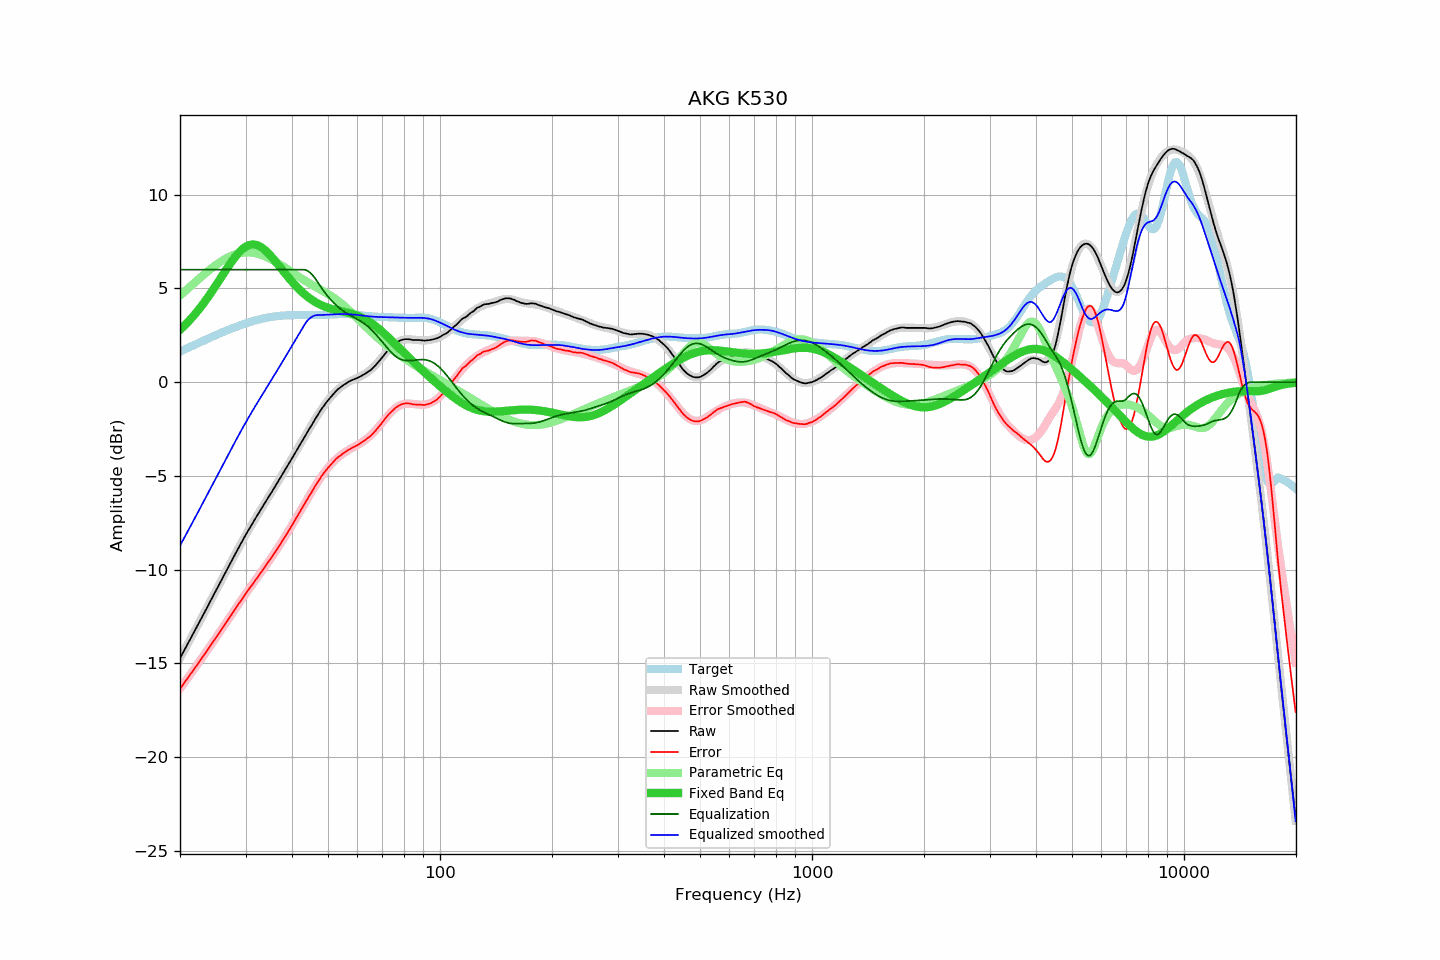 AKG K530
Amplitude (dBr)
10
5
0
−5
−10
−15
−20
−25
Target
Raw Smoothed
Error Smoothed
Raw
Error
Parametric Eq
Fixed Band Eq
Equalization
Equalized smoothed
100
1000
10000
Frequency (Hz)